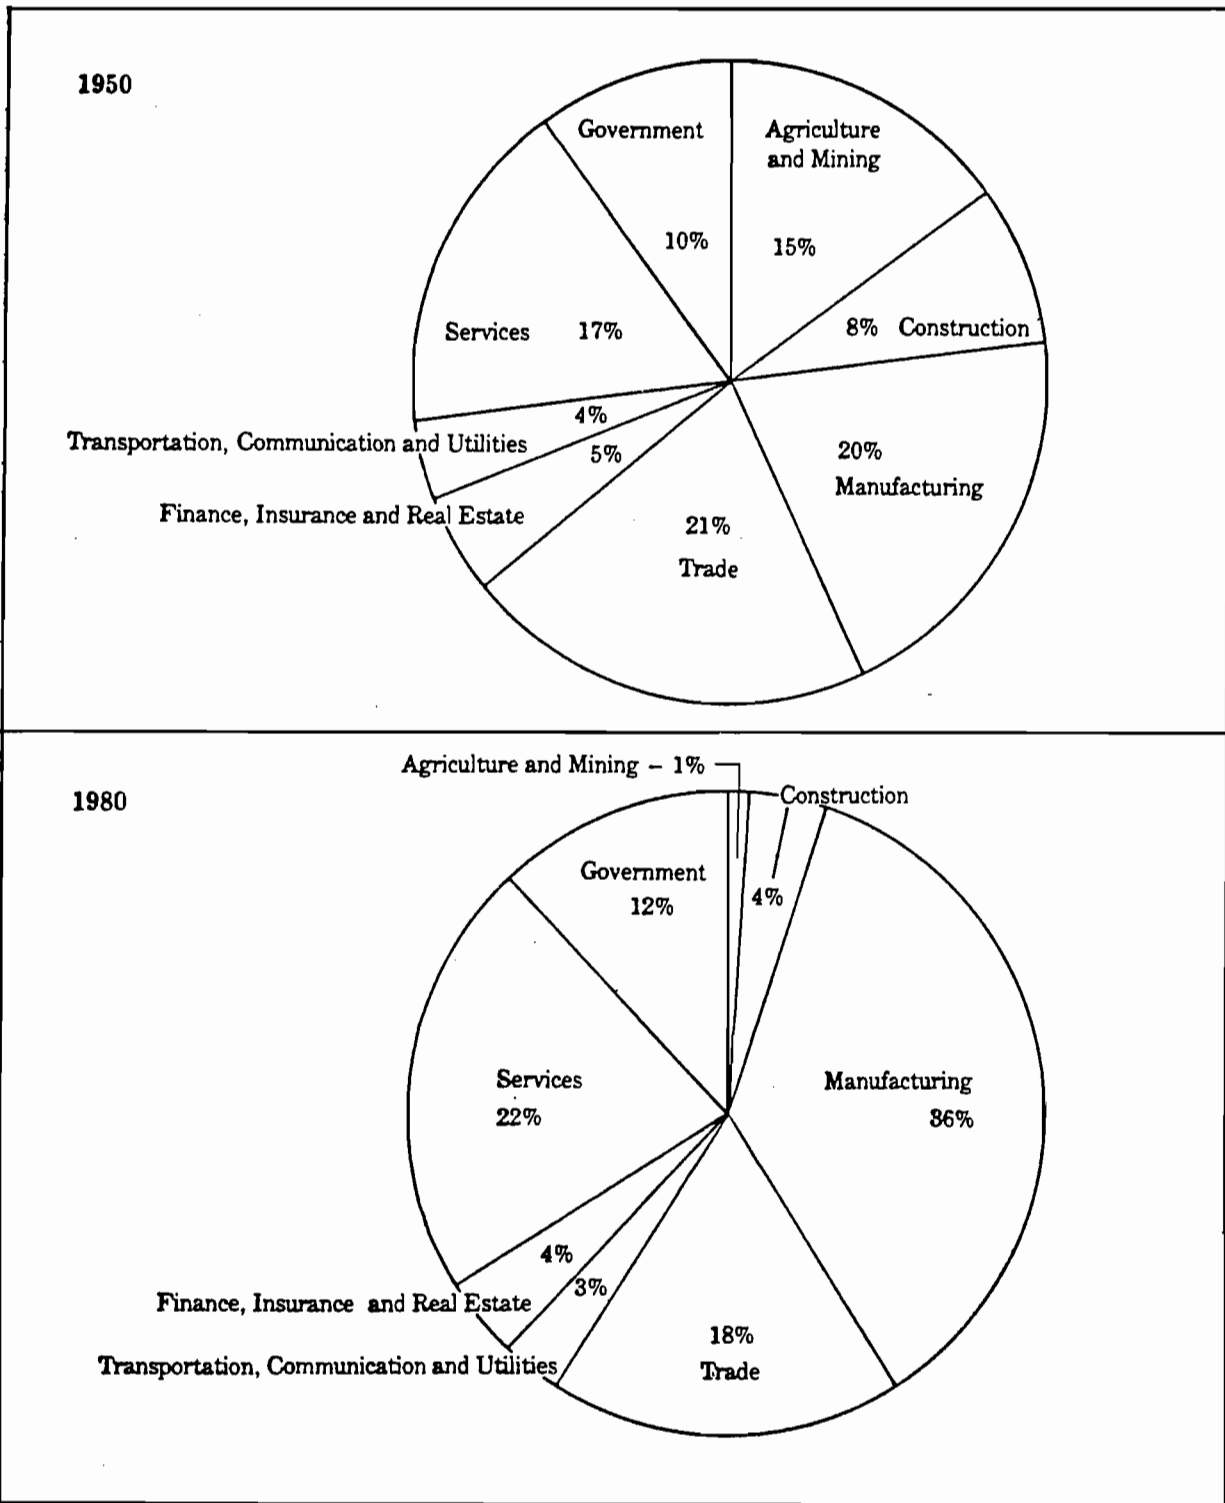 1950
Government
Agriculture
and Mining
10%
15%
Services 17%
8% Construction
4%
Transportation, Communication and Utilities
5%
20%
Manufacturing
Finance, Insurance and Real Estate
21%
Trade
Agriculture and Mining – 1%
1980
Construction
Government
12%
4%
Services
22%
Manufacturing
36%
4%
3%
Finance, Insurance and Real Estate
18%
Trade
Transportation, Communication and Utilities